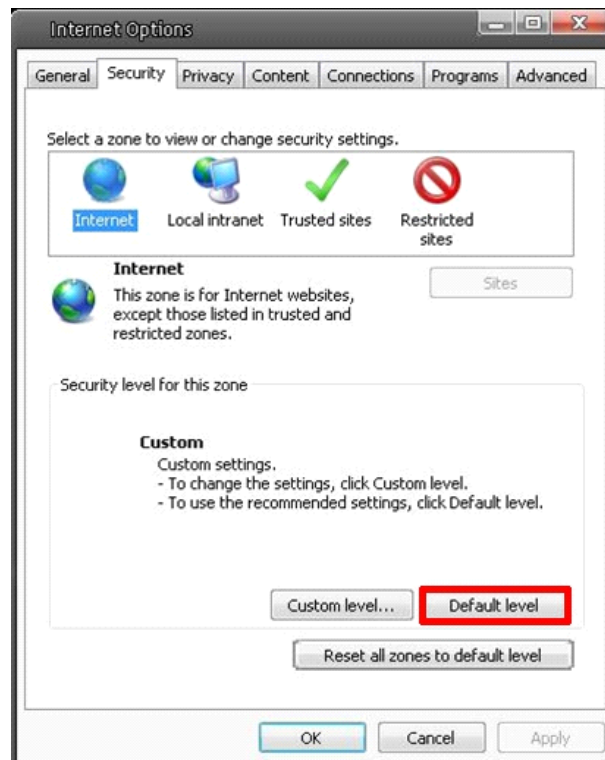 Internet Options
General Security Privacy Content Connections Programs Advanced
Select a zone to view or change security settings.
Internet Local intranet Trusted sites Restricted
sites
Internet
Sites
This zone is for Internet websites,
except those listed in trusted and
restricted zones.
Security level for this zone
Custom
Custom settings.
- To change the settings, click Custom level.
- To use the recommended settings, click Default level.
Custom level... Default level
Reset all zones to default level
OK Cancel Apply